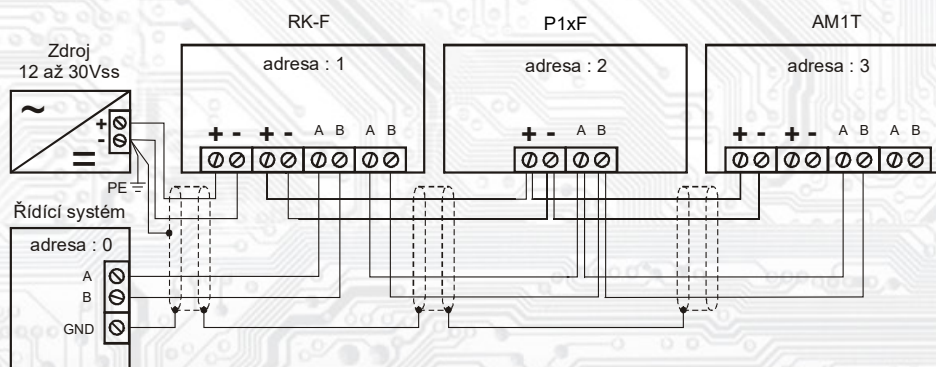 RK-F
P1xF
AM1T
Zdroj
12 až 30Vss
adresa : 1
adresa : 2
adresa : 3
~
+
-
=
PE
+ - + - A B A B
+ - A B
+ - + - A B A B
Řídící systém
adresa : 0
A
B
GND